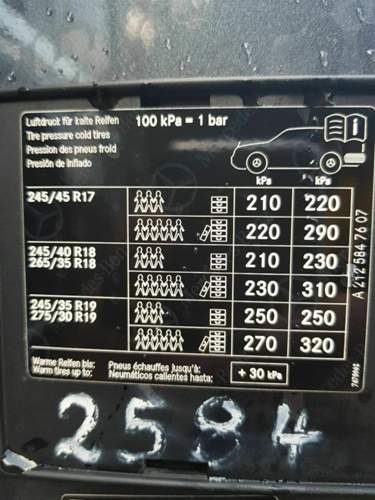 Luftdruck für kalte Reifen 100 kPa = 1 bar
Tire pressure cold tires
Pression des pneus froid
Presión de inflado
kPa kPa
245/45 R17 210 220
220 290
245/40 R18 210 230
265/35 R18
230 310
245/35 R19 250 250
275/30 R19
270 320
Warme Reifen bis: Pneus échauffés jusqu'à:
Warm tires up to: Neumáticos calientes hasta: + 30 kPa
A 212 584 76 07
2584